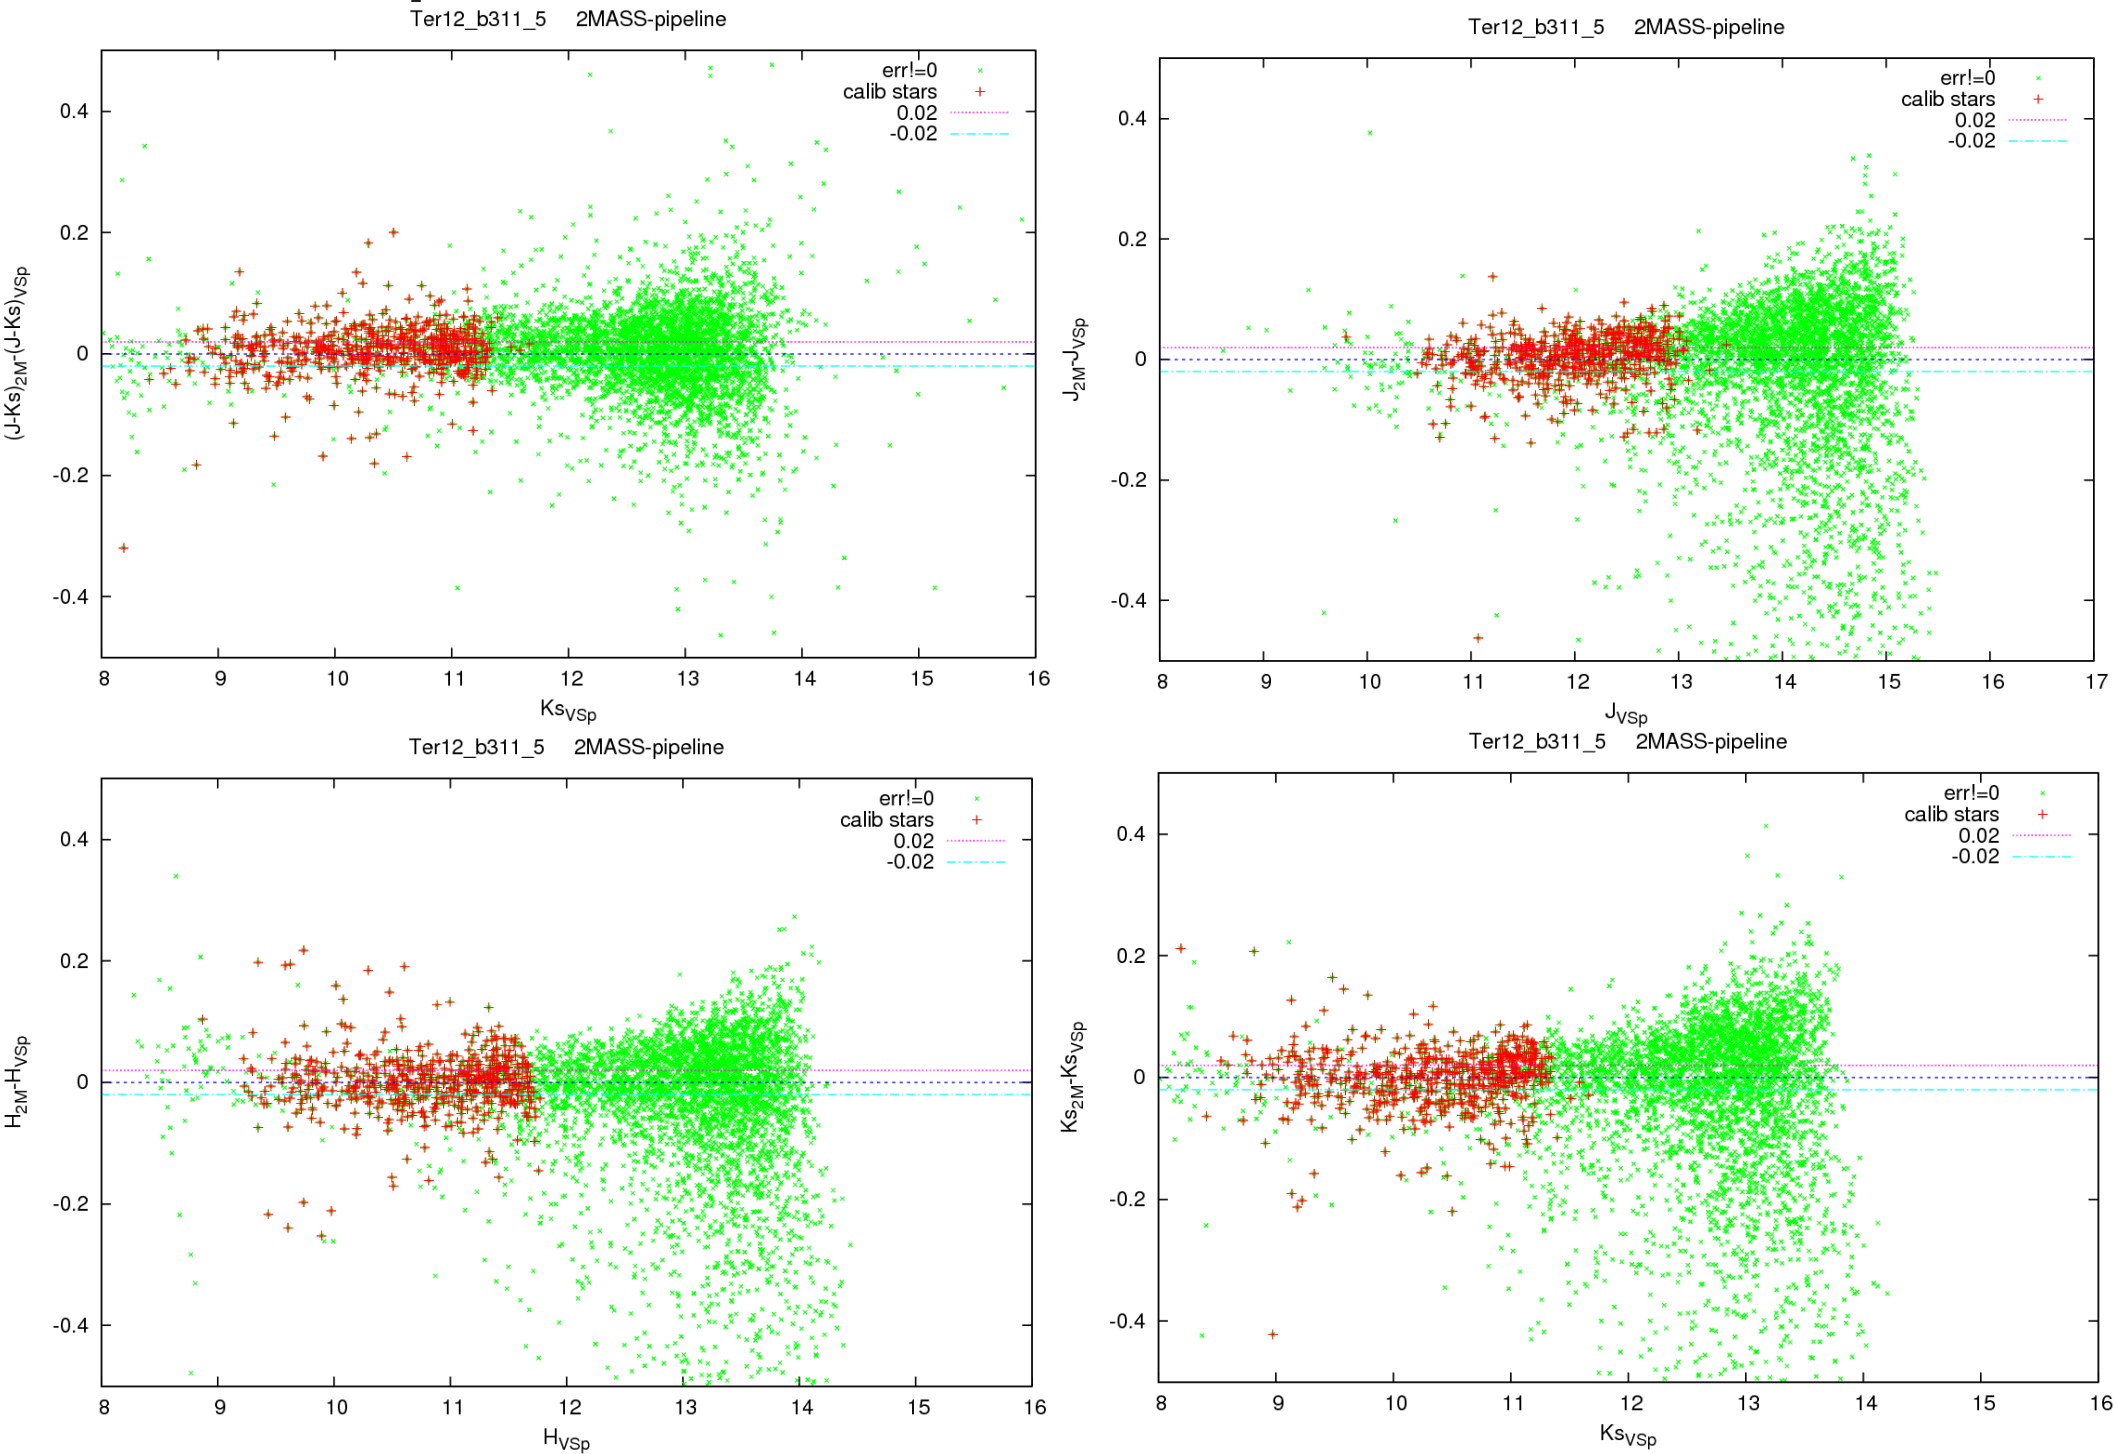 Ter12_b311_5 2MASS-pipeline
err!=0
calib stars
0.02
-0.02
0.4
0.2
0
-0.2
-0.4
(J-Ks)2M-(J-Ks)VSp
8 9 10 11 12 13 14 15 16
KsVSp
Ter12_b311_5 2MASS-pipeline
err!=0
calib stars
0.02
-0.02
0.4
0.2
0
-0.2
-0.4
J2M-JVSp
8 9 10 11 12 13 14 15 16 17
JVSp
Ter12_b311_5 2MASS-pipeline
err!=0
calib stars
0.02
-0.02
0.4
0.2
0
-0.2
-0.4
H2M-HVSp
8 9 10 11 12 13 14 15 16
HVSp
Ter12_b311_5 2MASS-pipeline
err!=0
calib stars
0.02
-0.02
0.4
0.2
0
-0.2
-0.4
Ks2M-KsVSp
8 9 10 11 12 13 14 15 16
KsVSp